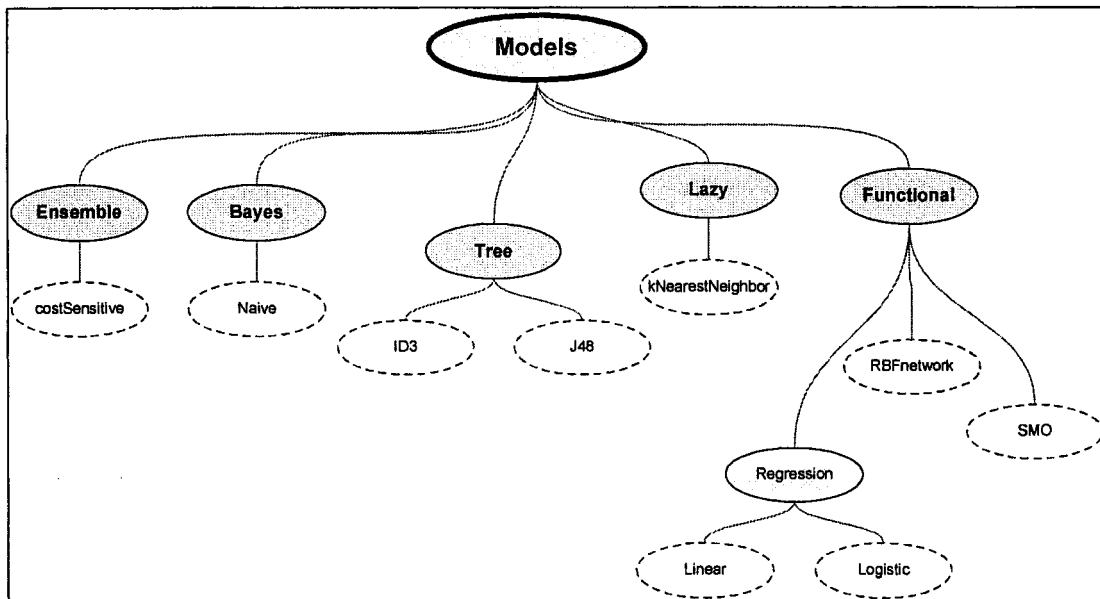 Models
Ensemble
Bayes
Tree
Lazy
Functional
costSensitive
Naive
ID3
J48
kNearestNeighbor
RBFnetwork
SMO
Regression
Linear
Logistic